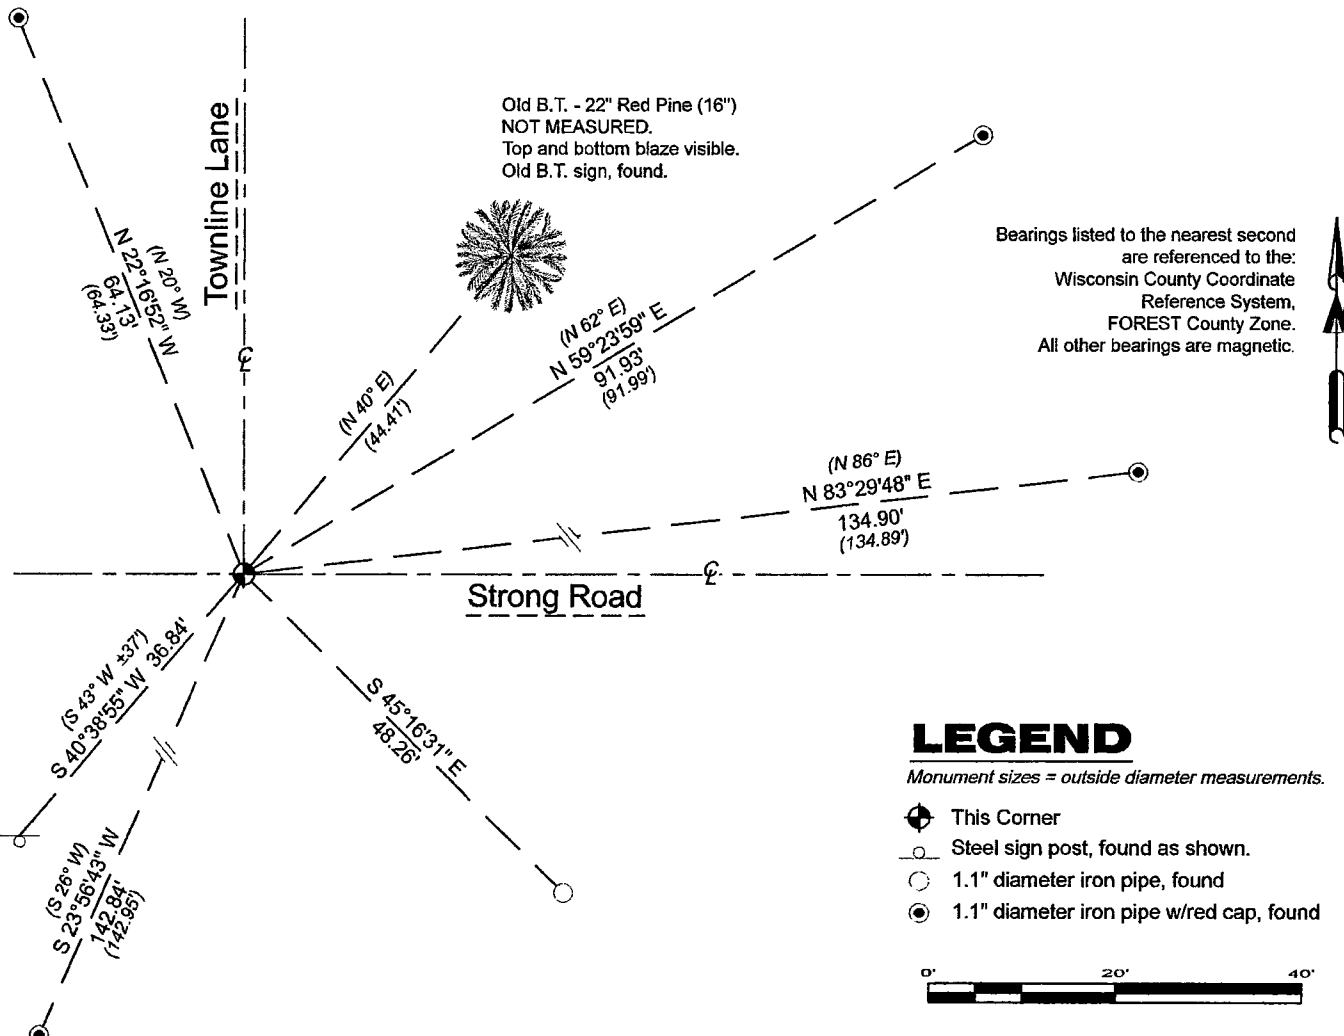 Old B.T. - 22" Red Pine (16")
NOT MEASURED.
Top and bottom blaze visible.
Old B.T. sign, found.
Townline Lane
℄
(N 20° W)
N 22°16'52" W
64.13'
(64.33')
Bearings listed to the nearest second
are referenced to the:
Wisconsin County Coordinate
Reference System,
FOREST County Zone.
All other bearings are magnetic.
(N 40° E)
(44.41')
(N 62° E)
N 59°23'59" E
91.93'
(91.99')
(N 86° E)
N 83°29'48" E
134.90'
(134.89')
℄
Strong Road
(S 43° W ±37')
S 40°38'55" W 36.84'
S 45°16'31" E
48.26'
(S 26° W)
S 23°56'43" W
142.84'
(142.95')
LEGEND
Monument sizes = outside diameter measurements.
This Corner
Steel sign post, found as shown.
1.1" diameter iron pipe, found
1.1" diameter iron pipe w/red cap, found
0' 20' 40'